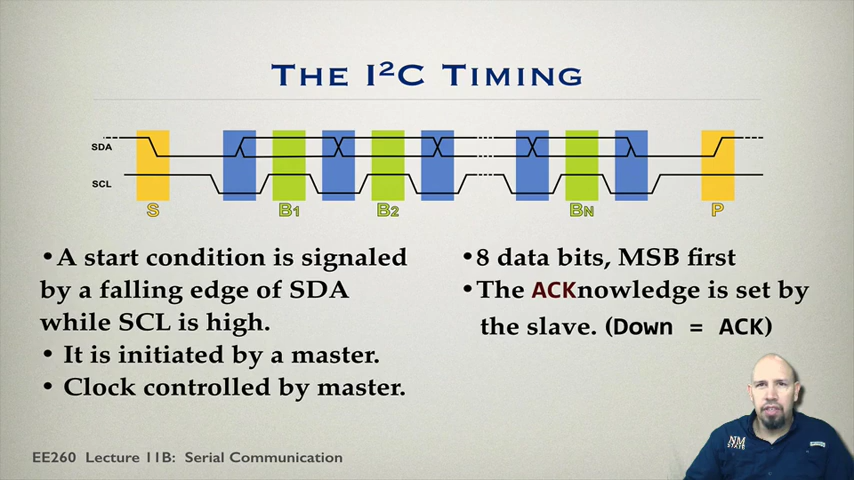 The I²C Timing
SDA
SCL
S B1 B2 BN P
•A start condition is signaled
by a falling edge of SDA
while SCL is high.
• It is initiated by a master.
• Clock controlled by master.
•8 data bits, MSB first
•The ACKnowledge is set by
the slave. (Down = ACK)
NM
STATE
EE260 Lecture 11B: Serial Communication